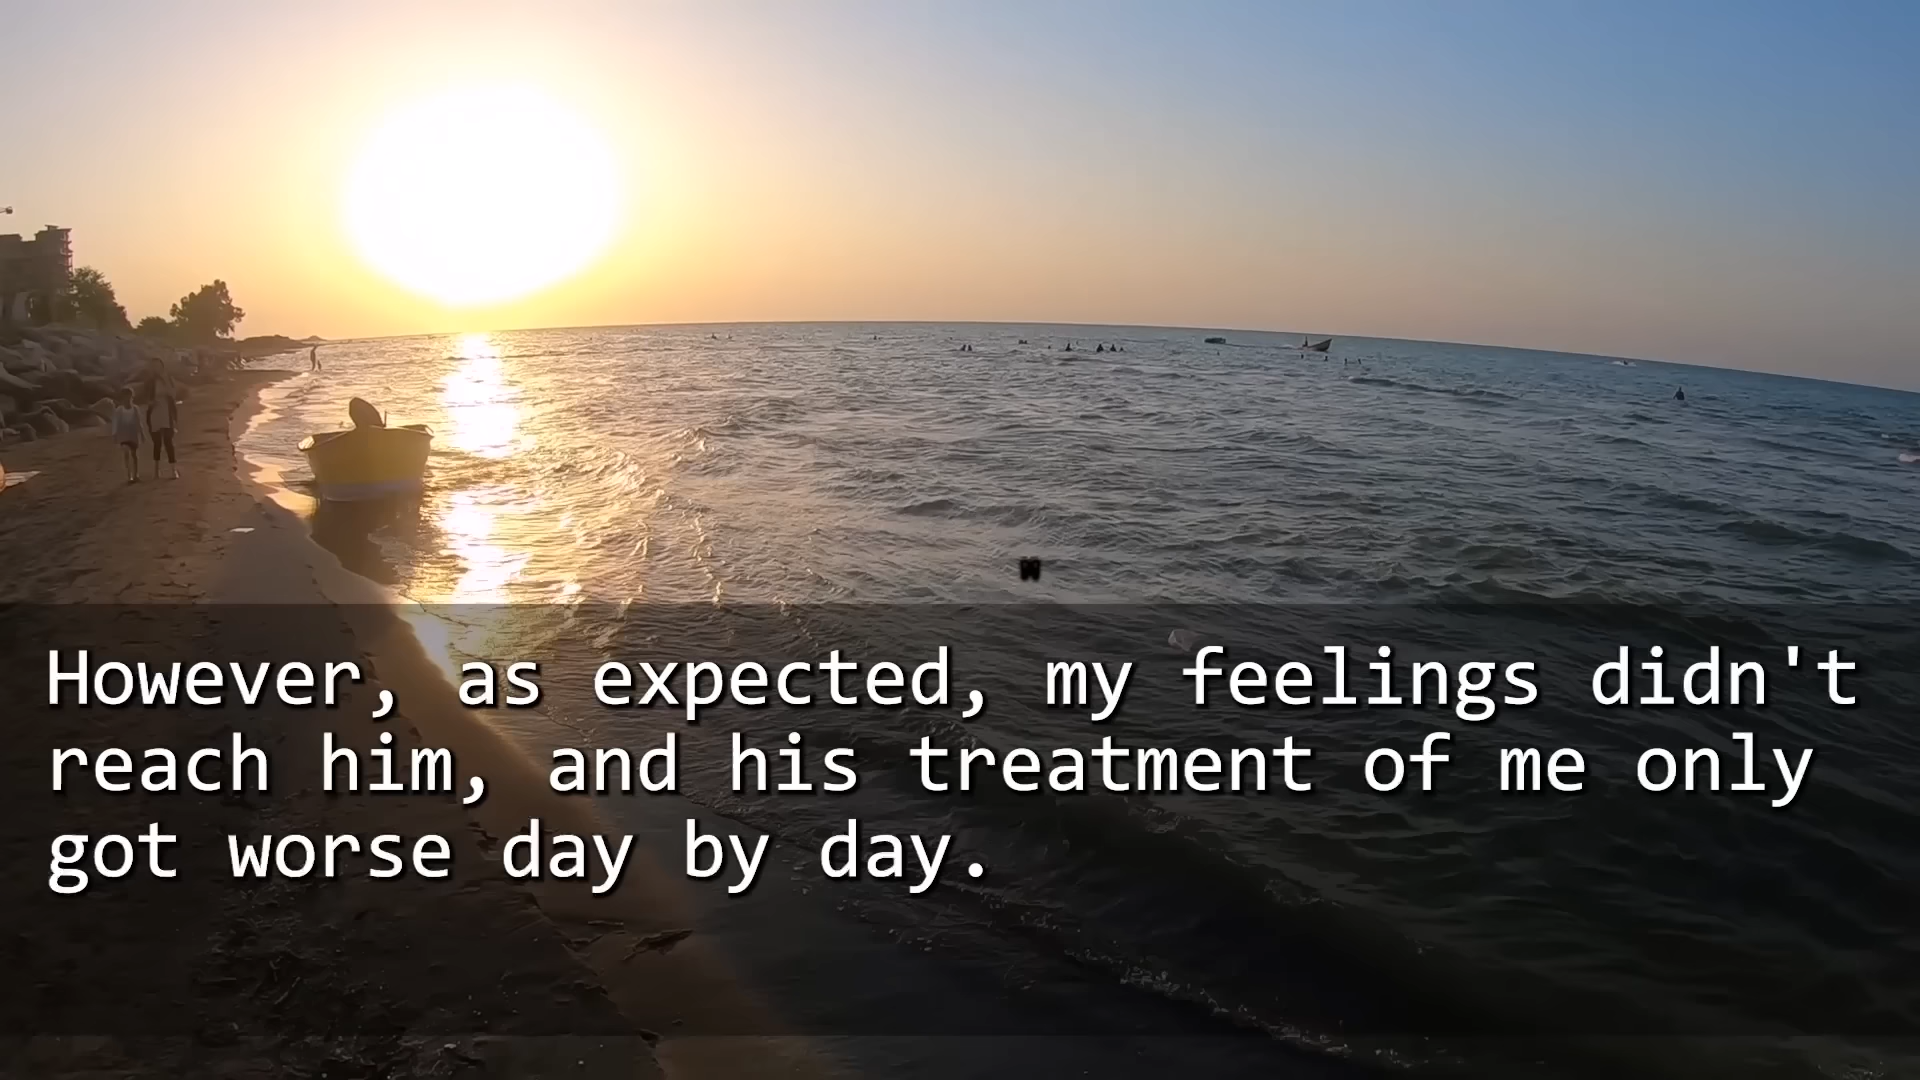 However, as expected, my feelings didn't
reach him, and his treatment of me only
got worse day by day.